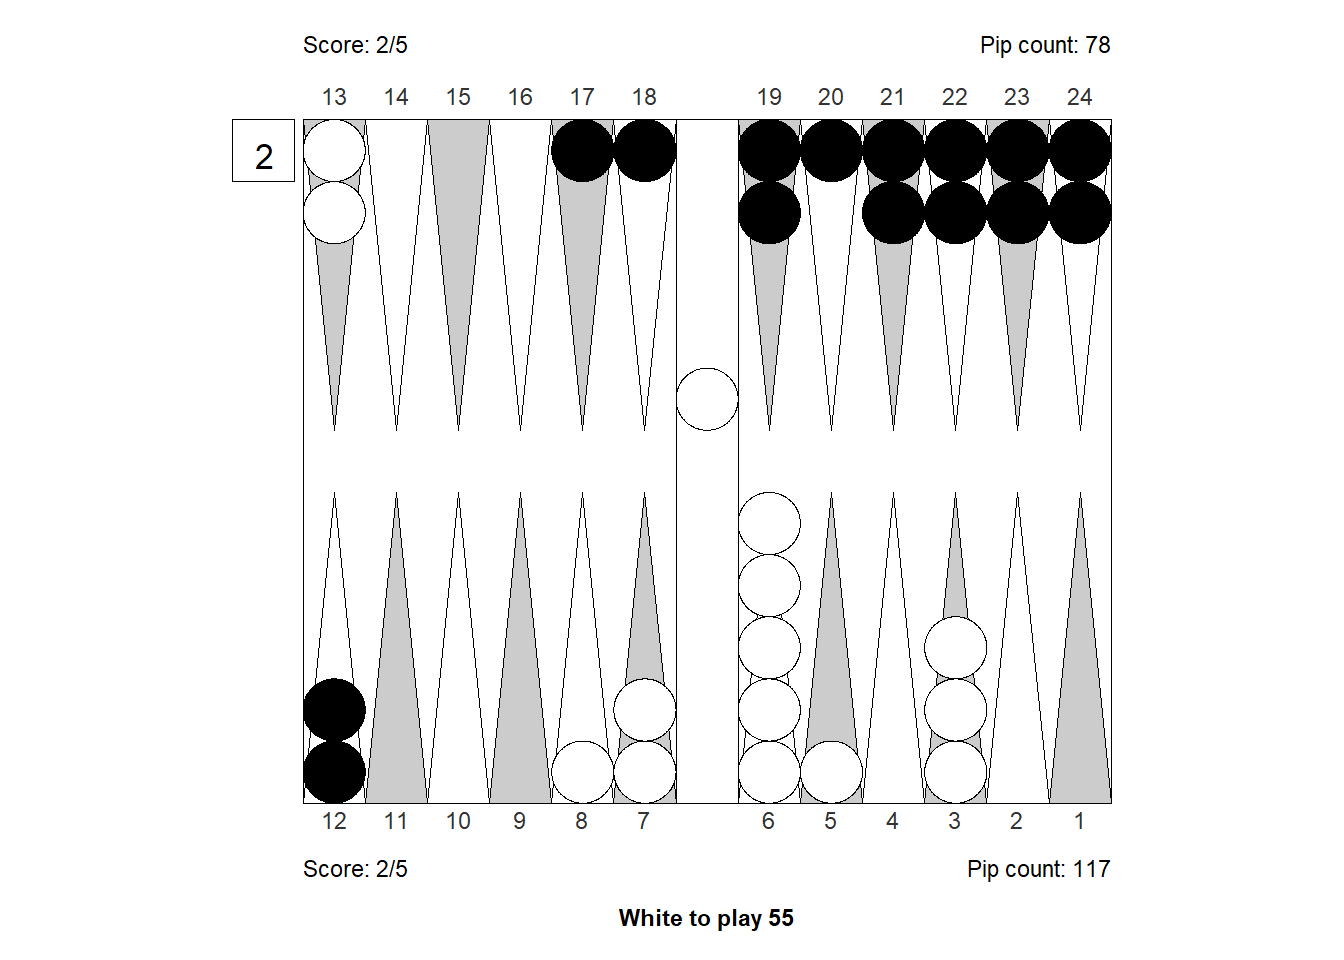 Score: 2/5 Pip count: 78
13 14 15 16 17 18 19 20 21 22 23 24
2
12 11 10 9 8 7 6 5 4 3 2 1
Score: 2/5 Pip count: 117
White to play 55